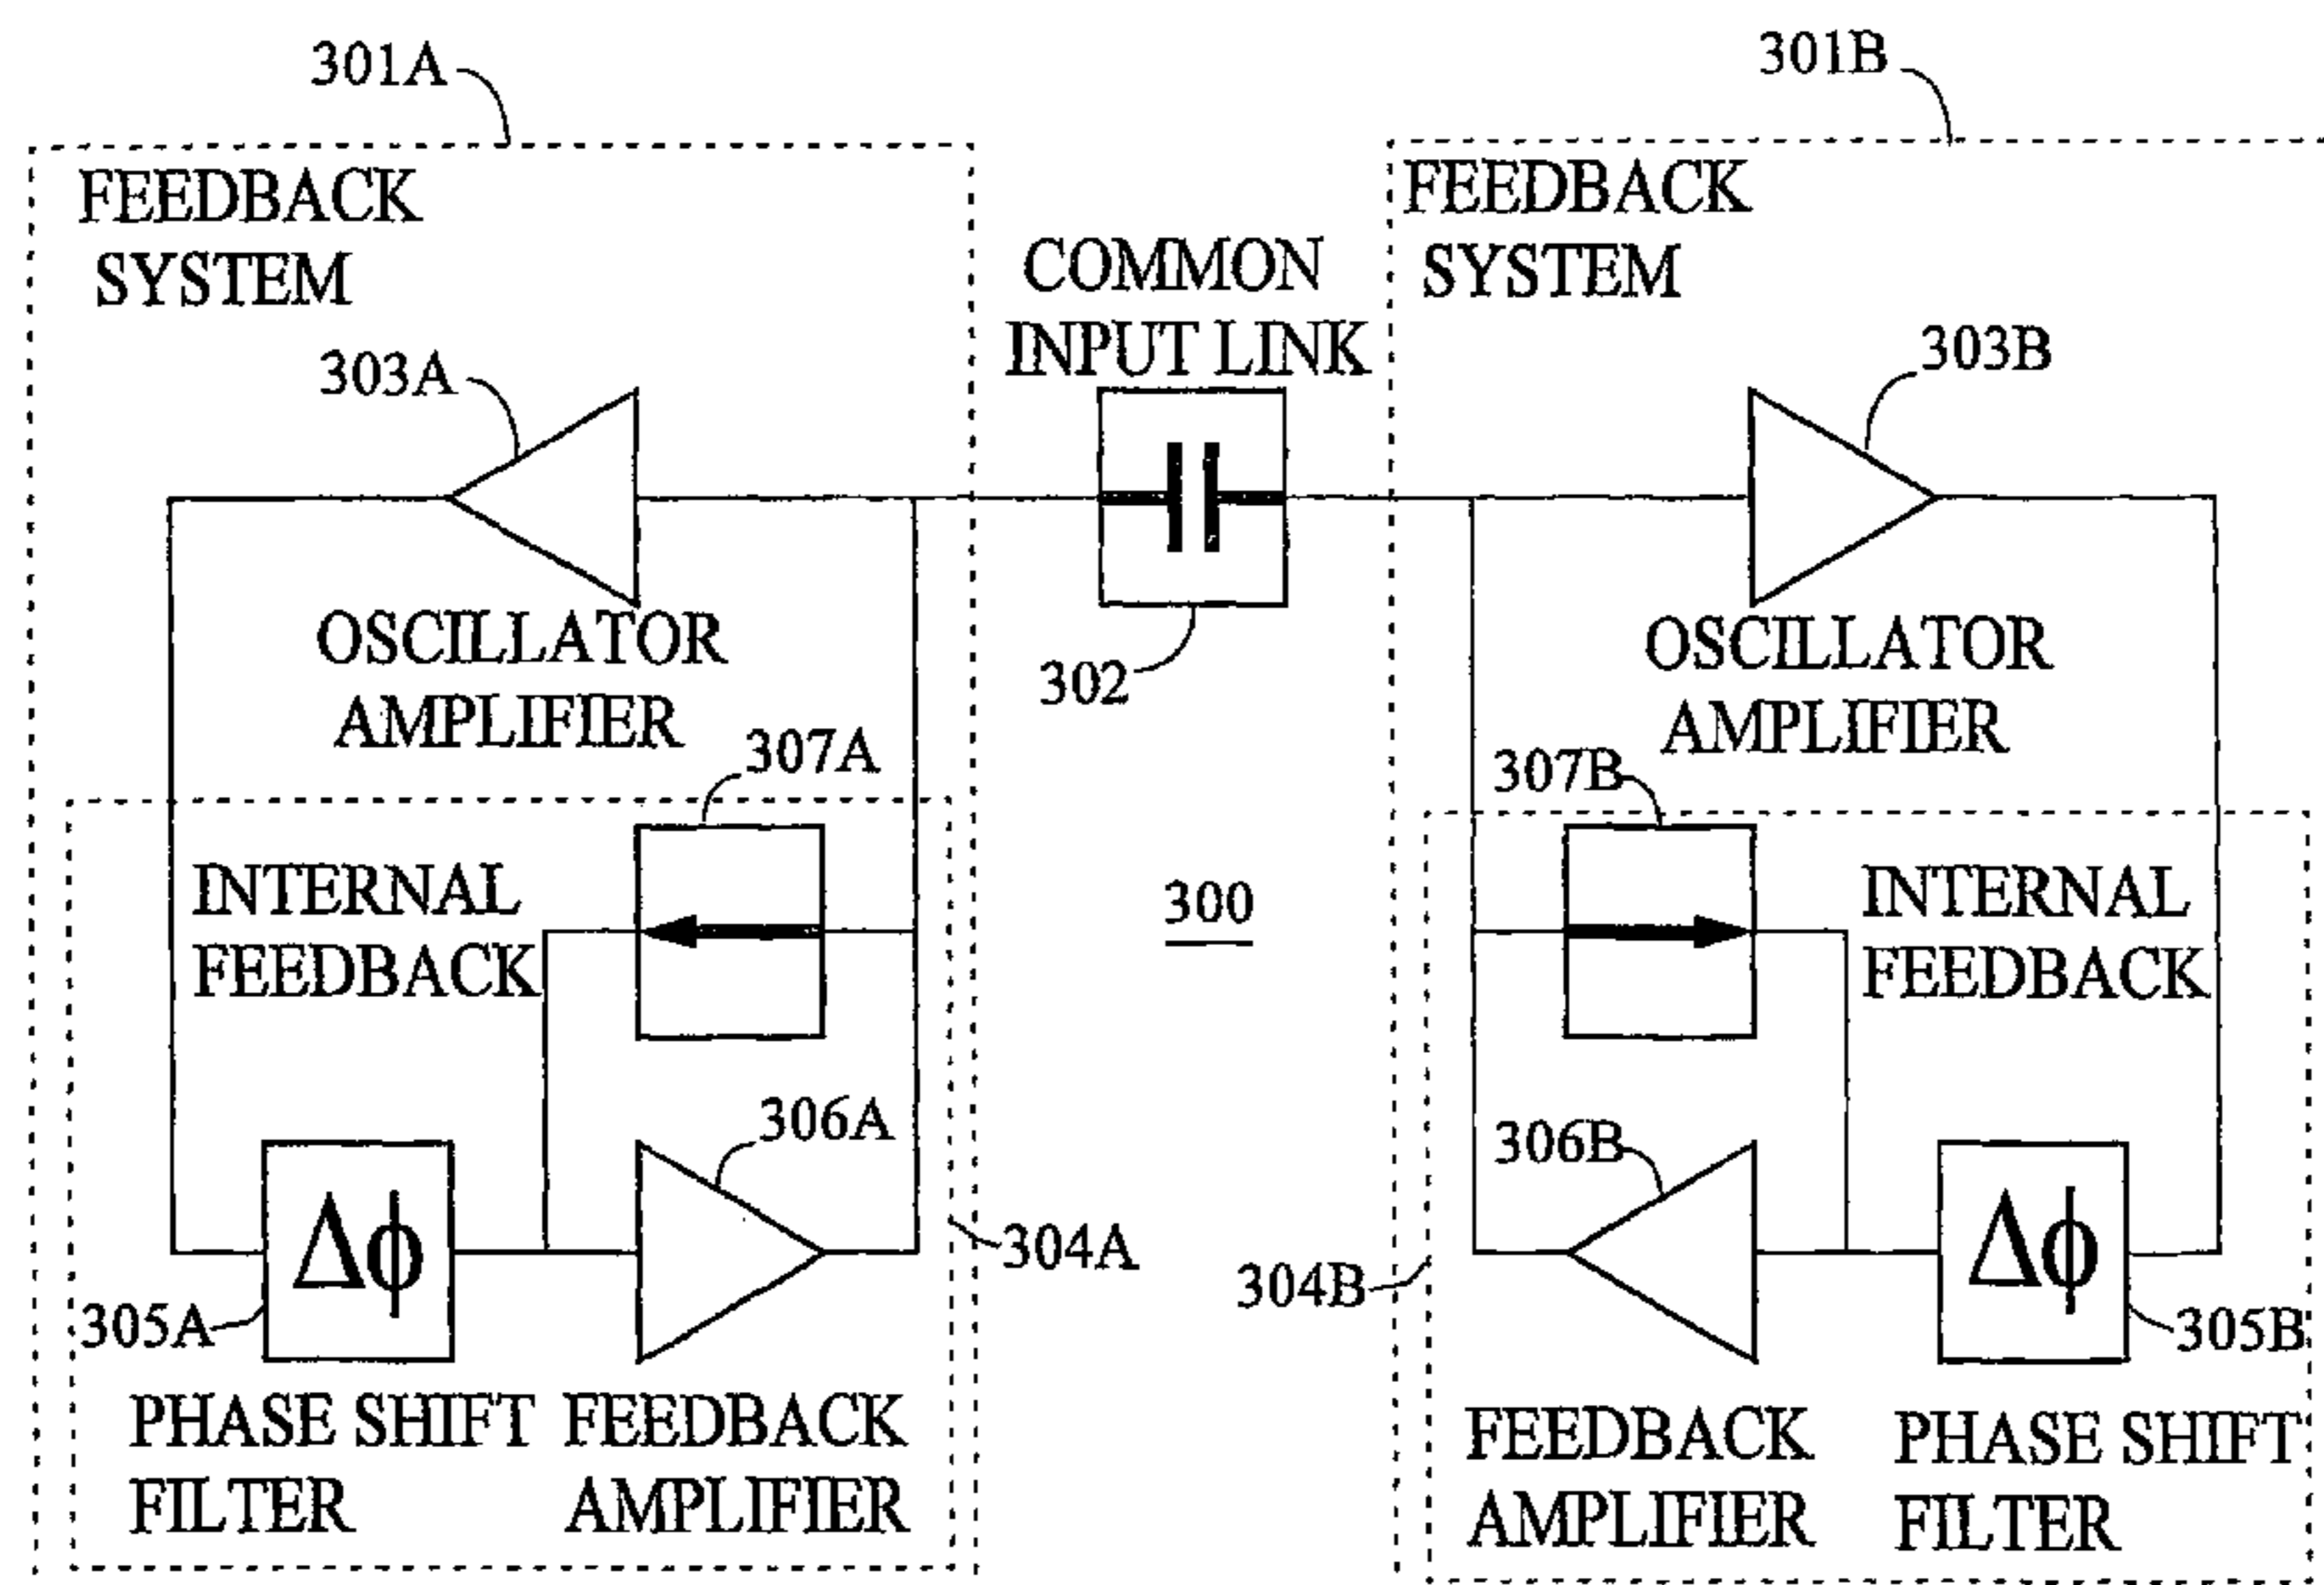 301A
301B
FEEDBACK
SYSTEM
FEEDBACK
SYSTEM
COMMON
INPUT LINK
303A
303B
302
OSCILLATOR
AMPLIFIER
OSCILLATOR
AMPLIFIER
307A
307B
INTERNAL
FEEDBACK
300
INTERNAL
FEEDBACK
306A
306B
Δϕ
Δϕ
304A
304B
305A
305B
PHASE SHIFT
FILTER
FEEDBACK
AMPLIFIER
FEEDBACK
AMPLIFIER
PHASE SHIFT
FILTER